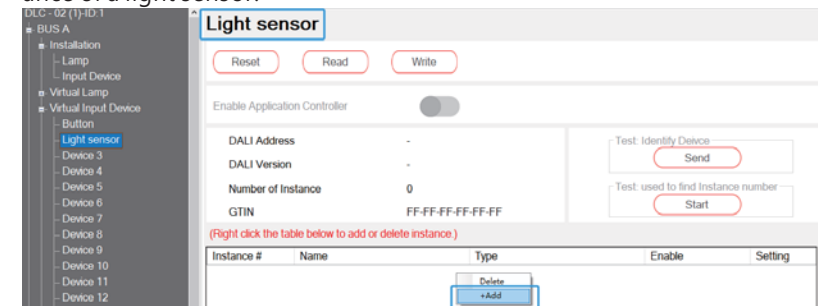 DLC - 02 (1)-ID:1
BUS A
Installation
Lamp
Input Device
Virtual Lamp
Virtual Input Device
Button
Light sensor
Device 3
Device 4
Device 5
Device 6
Device 7
Device 8
Device 9
Device 10
Device 11
Device 12
Light sensor
Reset Read Write
Enable Application Controller
DALI Address -
DALI Version -
Number of Instance 0
GTIN FF-FF-FF-FF-FF-FF
Test: Identify Deivce
Send
Test: used to find Instance number
Start
(Right click the table below to add or delete instance.)
Instance # Name Type Enable Setting
Delete
+Add